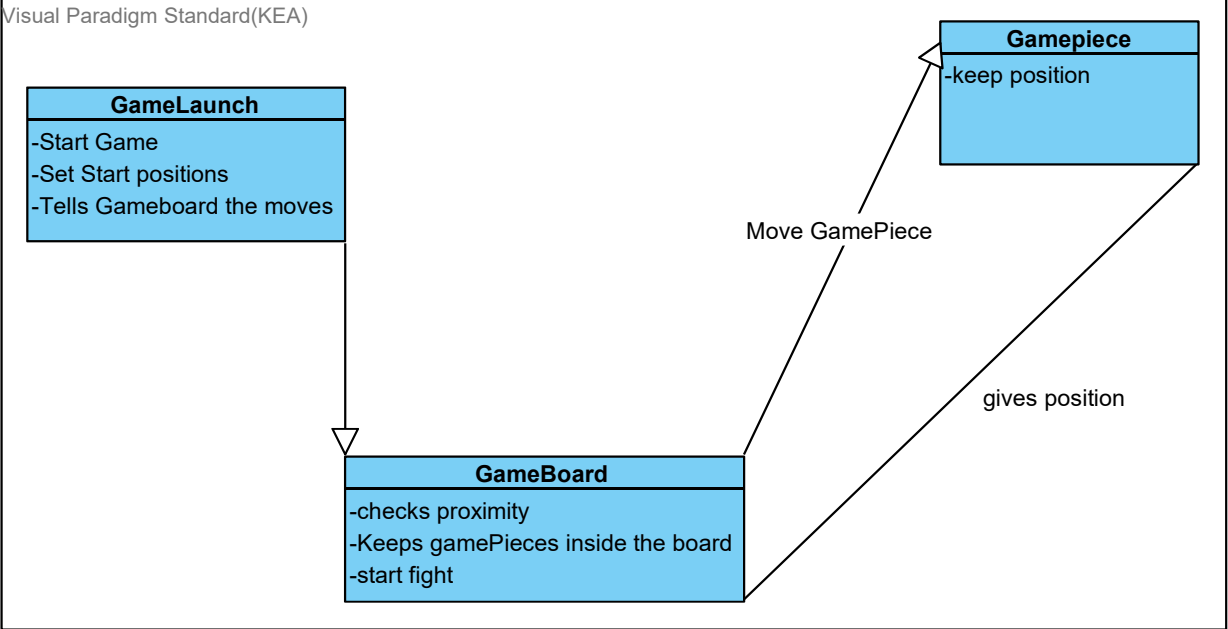 Visual Paradigm Standard(KEA)
Gamepiece
-keep position
GameLaunch
-Start Game
-Set Start positions
-Tells Gameboard the moves
Move GamePiece
gives position
GameBoard
-checks proximity
-Keeps gamePieces inside the board
-start fight